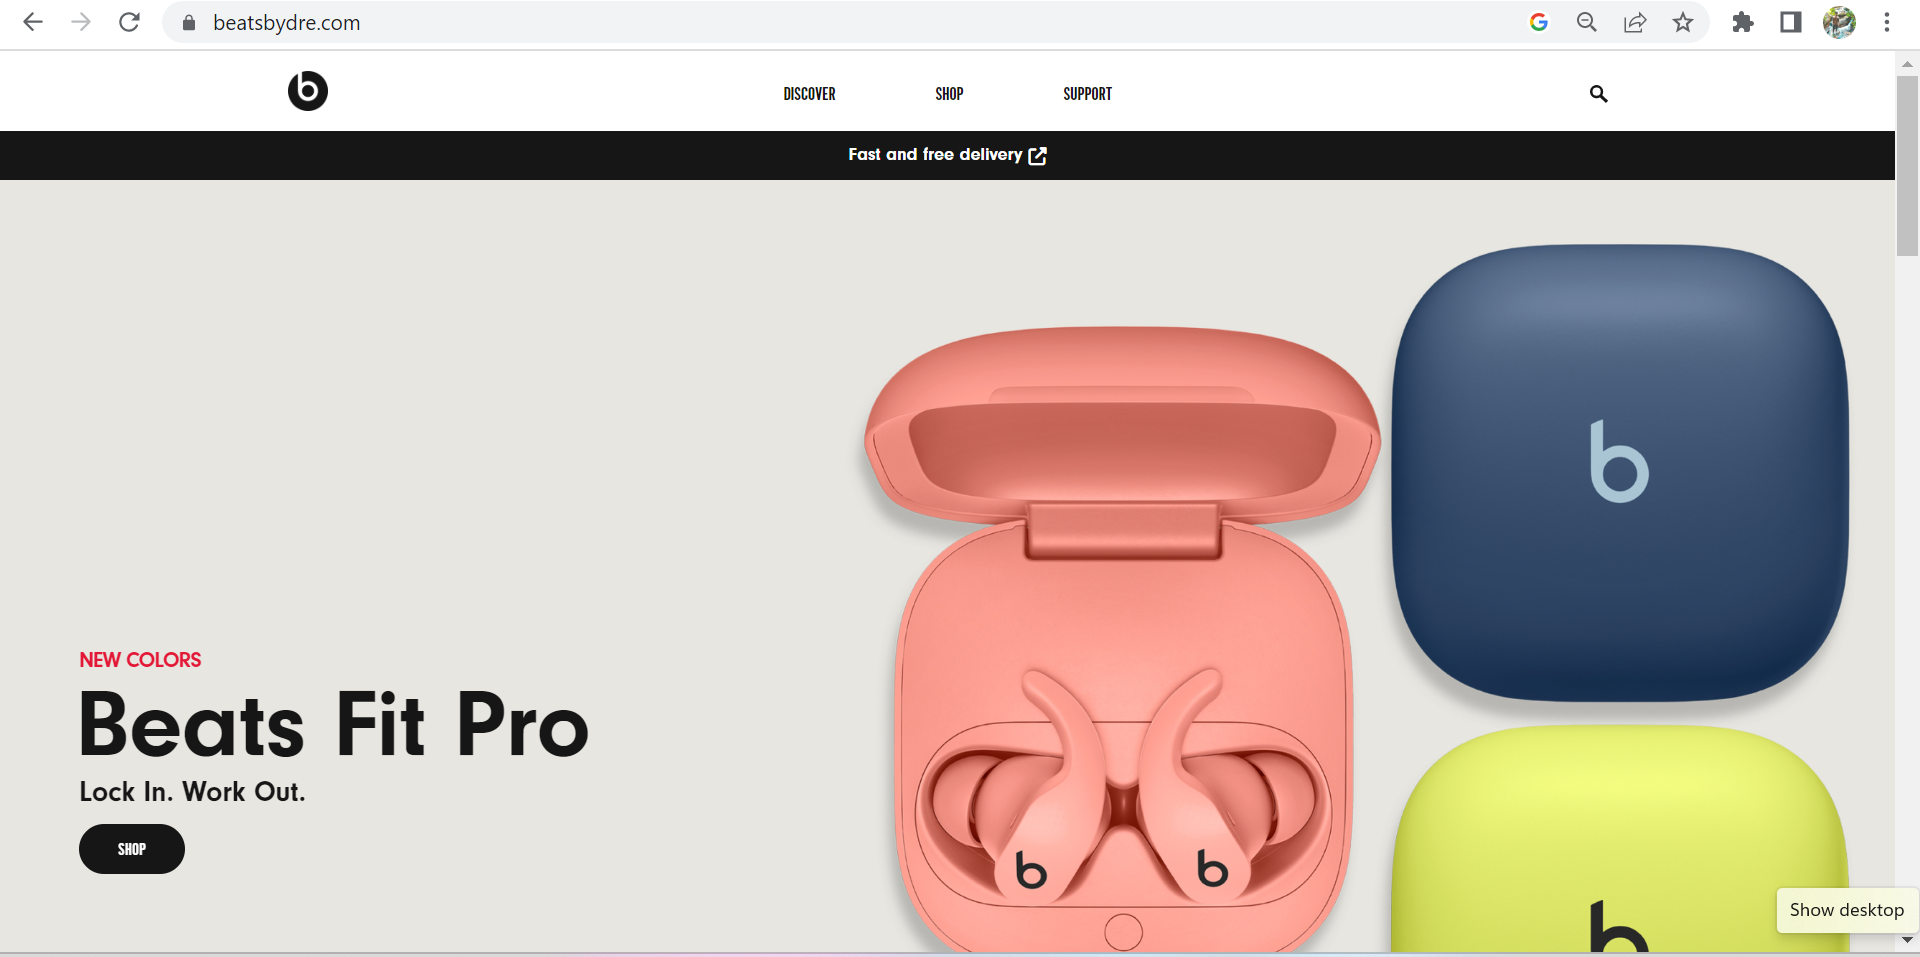 beatsbydre.com
b
DISCOVER
SHOP
SUPPORT
Fast and free delivery
b
NEW COLORS
Beats Fit Pro
Lock In. Work Out.
SHOP
b
b
b
Show desktop